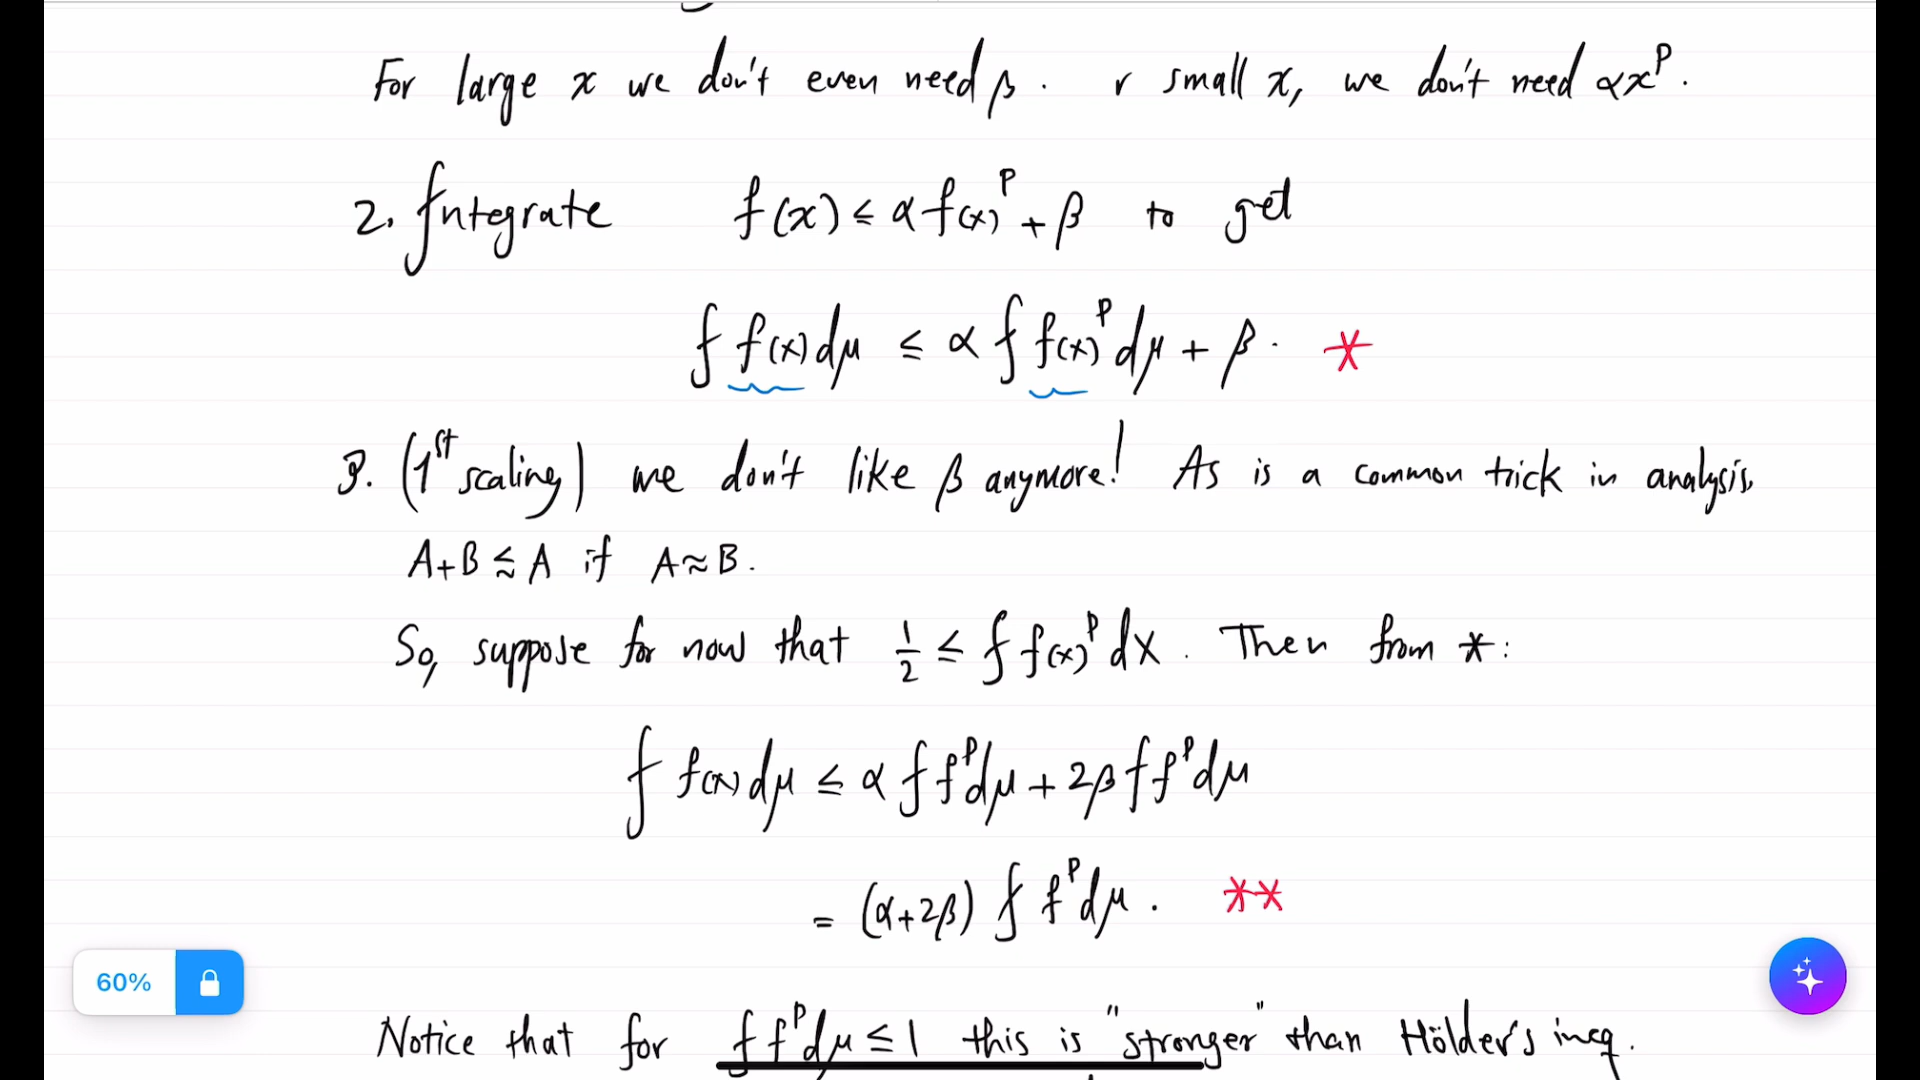 For large x we don't even need β. r small x, we don't need αx^p.
2. ∫ntegrate f(x) ≤ αf(x)^p + β to get
∫ f(x)dμ ≤ α ∫ f(x)^p dμ + β. *
3. (1st scaling) we don't like β anymore! As is a common trick in analysis,
A+B ≲ A if A≈B.
So, suppose for now that 1/2 ≤ ∫ f(x)^p dx. Then from *:
∫ f(x)dμ ≤ α ∫ f^p dμ + 2β ∫ f^p dμ
= (α+2β) ∫ f^p dμ. **
60%
Notice that for ∫ f^p dμ ≤ 1 this is "stronger" than Hölder's ineq.